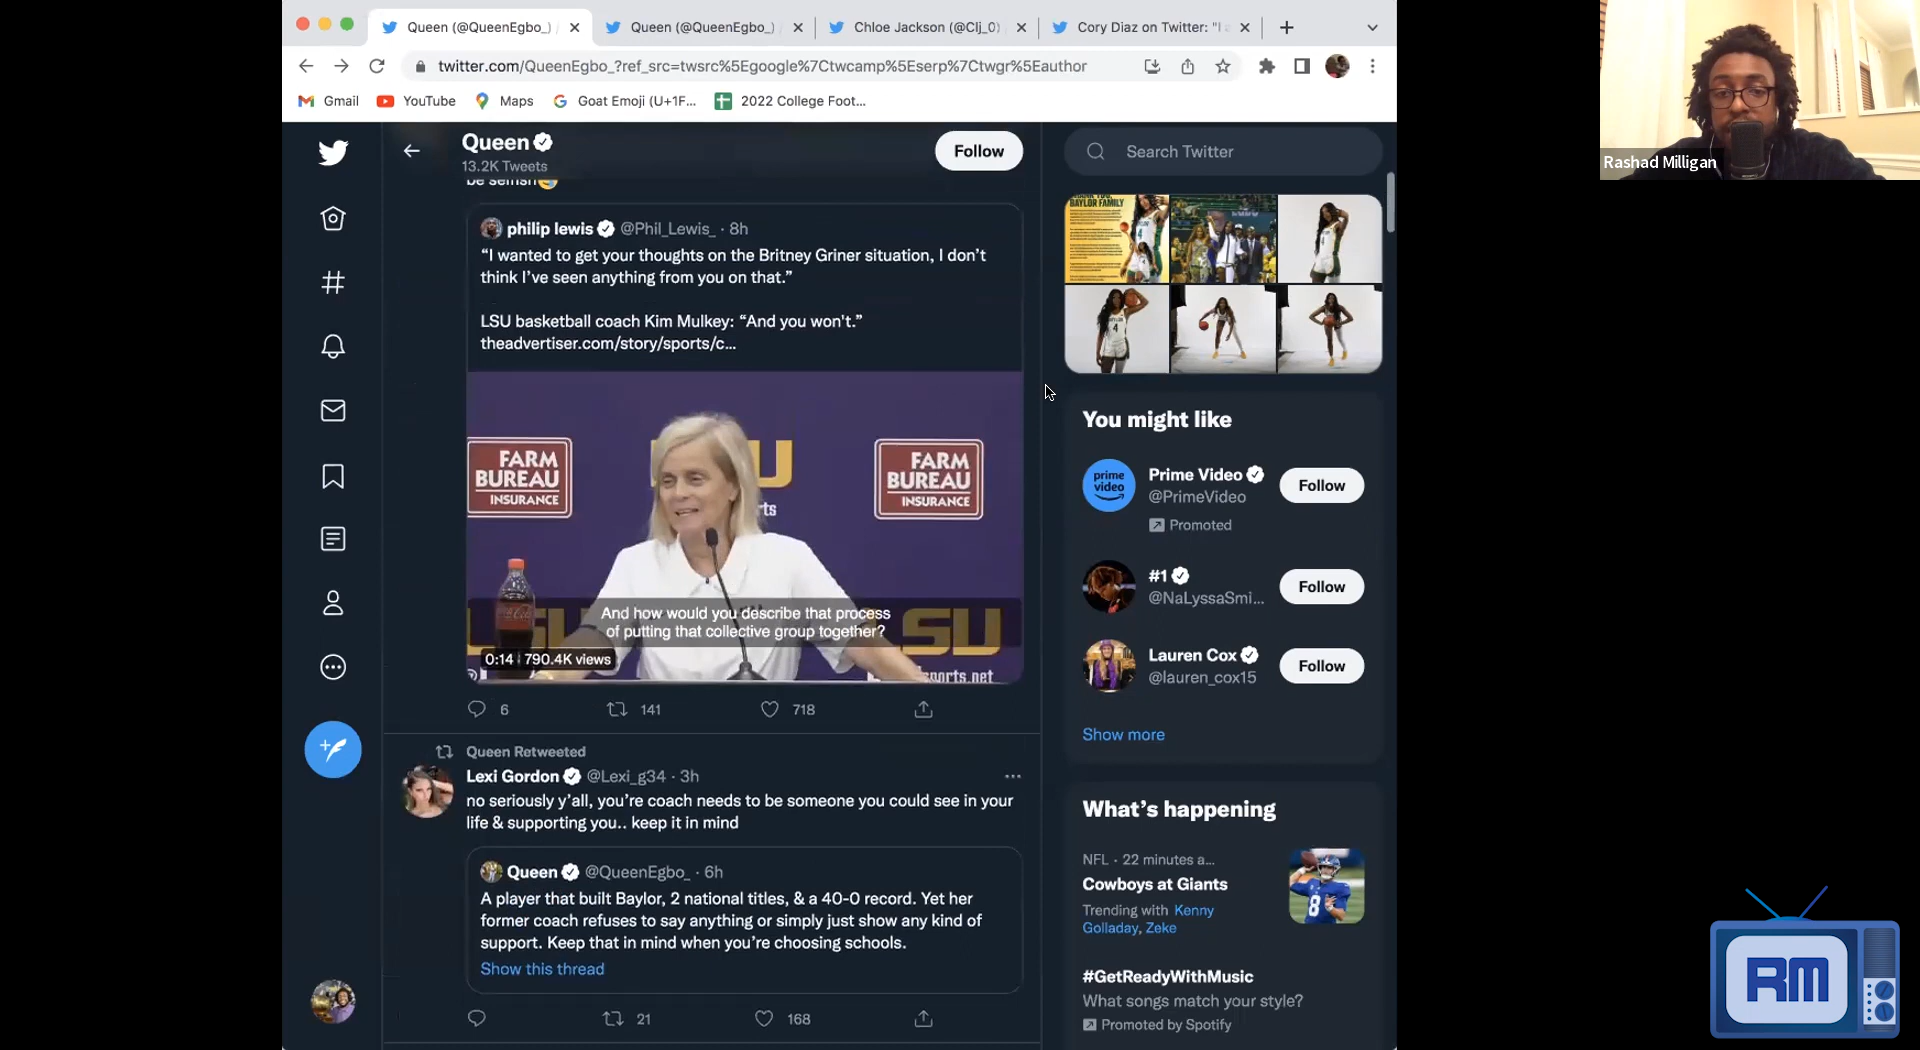 Queen (@QueenEgbo_)
Queen (@QueenEgbo_)
Chloe Jackson (@Clj_0)
Cory Diaz on Twitter: "I a
twitter.com/QueenEgbo_?ref_src=twsrc%5Egoogle%7Ctwcamp%5Eserp%7Ctwgr%5Eauthor
Gmail
YouTube
Maps
Goat Emoji (U+1F...
2022 College Foot...
Queen
13.2K Tweets
Follow
be selfish
philip lewis @Phil_Lewis_ · 8h
“I wanted to get your thoughts on the Britney Griner situation, I don’t
think I’ve seen anything from you on that.”
LSU basketball coach Kim Mulkey: “And you won't.”
theadvertiser.com/story/sports/c...
FARM
BUREAU
INSURANCE
FARM
BUREAU
INSURANCE
And how would you describe that process
of putting that collective group together?
0:14 790.4K views
LSU
sports.net
6
141
718
Queen Retweeted
Lexi Gordon @Lexi_g34 · 3h
no seriously y’all, you’re coach needs to be someone you could see in your
life & supporting you.. keep it in mind
Queen @QueenEgbo_ · 6h
A player that built Baylor, 2 national titles, & a 40-0 record. Yet her
former coach refuses to say anything or simply just show any kind of
support. Keep that in mind when you’re choosing schools.
Show this thread
21
168
Search Twitter
BAYLOR FAMILY
You might like
prime
video
Prime Video
@PrimeVideo
Promoted
Follow
#1
@NaLyssaSmi...
Follow
Lauren Cox
@lauren_cox15
Follow
Show more
What’s happening
NFL · 22 minutes a...
Cowboys at Giants
Trending with Kenny
Golladay, Zeke
#GetReadyWithMusic
What songs match your style?
Promoted by Spotify
Rashad Milligan
RM